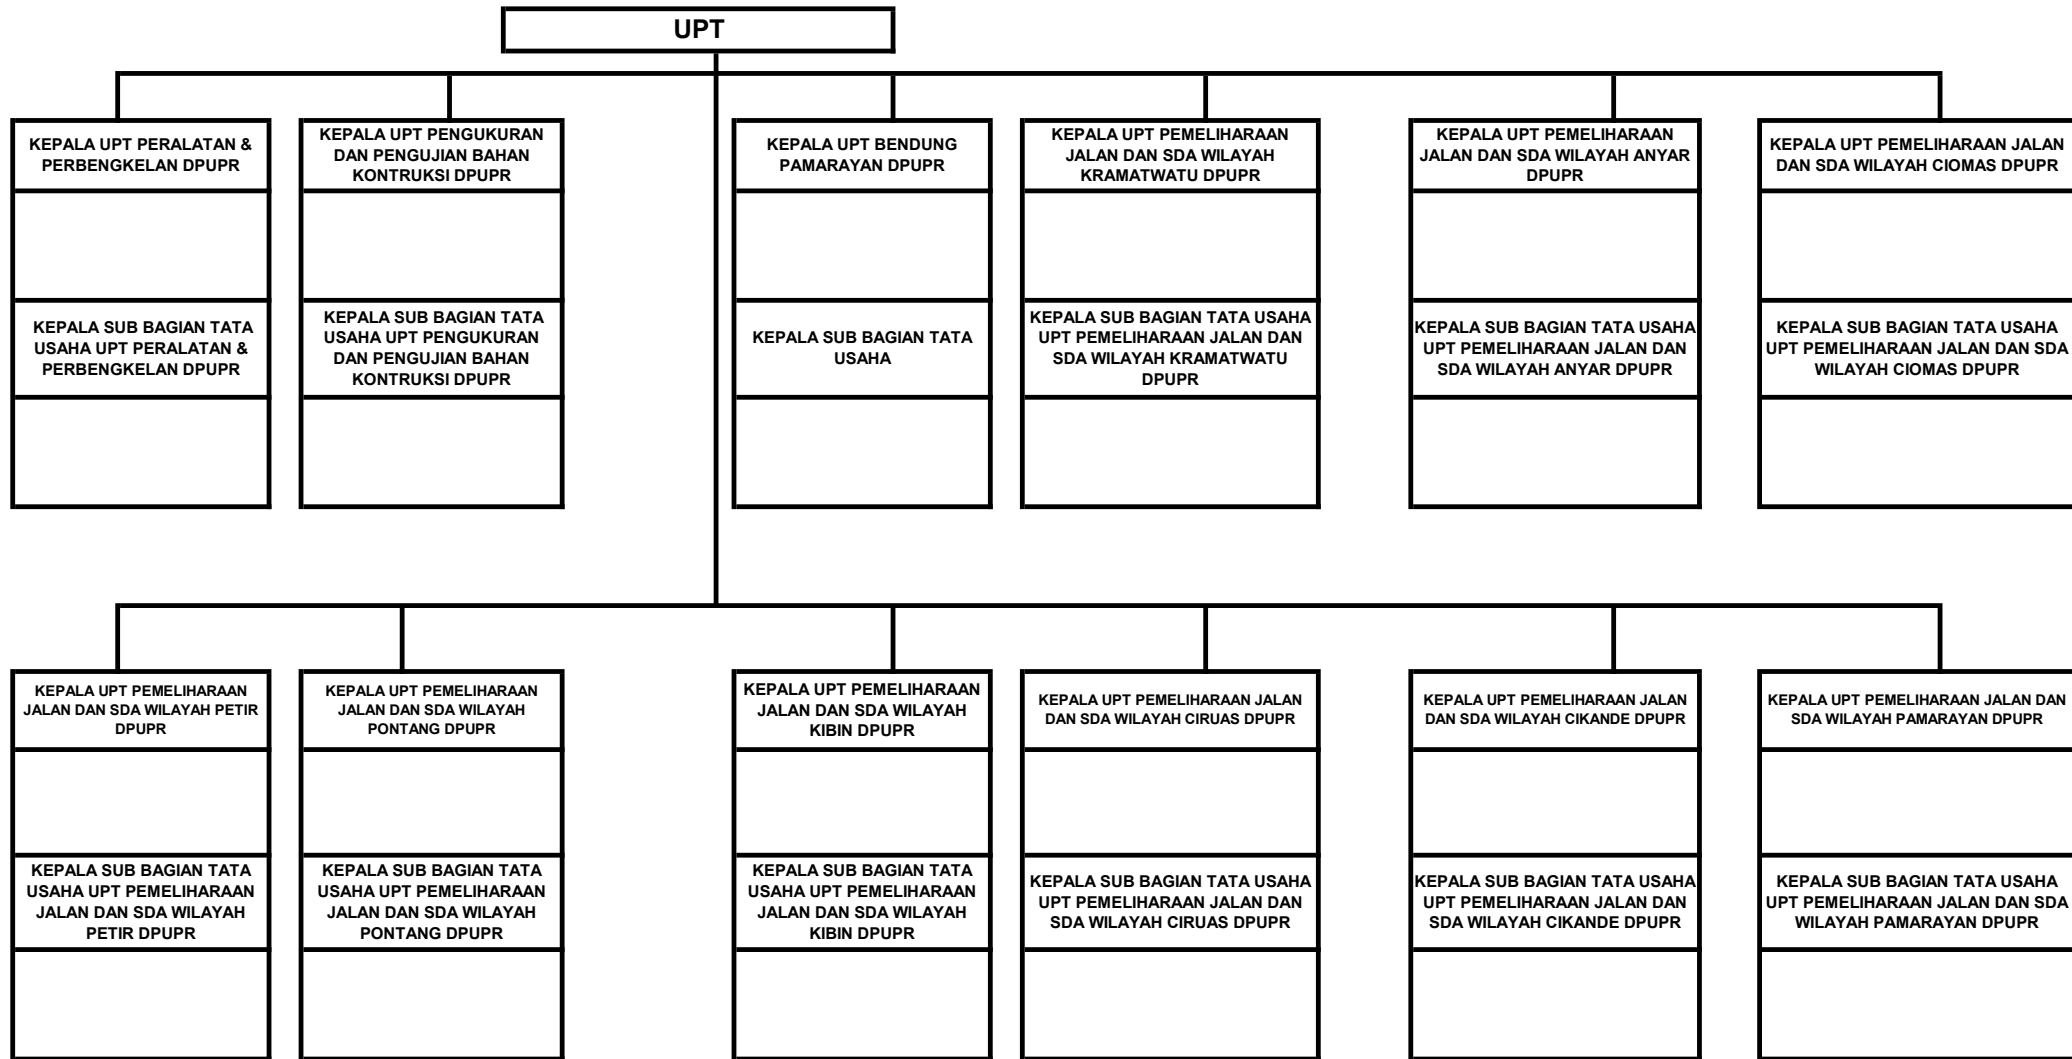 UPT
KEPALA UPT PERALATAN &
PERBENGKELAN DPUPR
KEPALA UPT PENGUKURAN
DAN PENGUJIAN BAHAN
KONTRUKSI DPUPR
KEPALA UPT BENDUNG
PAMARAYAN DPUPR
KEPALA UPT PEMELIHARAAN
JALAN DAN SDA WILAYAH
KRAMATWATU DPUPR
KEPALA UPT PEMELIHARAAN
JALAN DAN SDA WILAYAH ANYAR
DPUPR
KEPALA UPT PEMELIHARAAN JALAN
DAN SDA WILAYAH CIOMAS DPUPR
KEPALA SUB BAGIAN TATA
USAHA UPT PERALATAN &
PERBENGKELAN DPUPR
KEPALA SUB BAGIAN TATA
USAHA UPT PENGUKURAN
DAN PENGUJIAN BAHAN
KONTRUKSI DPUPR
KEPALA SUB BAGIAN TATA
USAHA
KEPALA SUB BAGIAN TATA USAHA
UPT PEMELIHARAAN JALAN DAN
SDA WILAYAH KRAMATWATU
DPUPR
KEPALA SUB BAGIAN TATA USAHA
UPT PEMELIHARAAN JALAN DAN
SDA WILAYAH ANYAR DPUPR
KEPALA SUB BAGIAN TATA USAHA
UPT PEMELIHARAAN JALAN DAN SDA
WILAYAH CIOMAS DPUPR
KEPALA UPT PEMELIHARAAN
JALAN DAN SDA WILAYAH PETIR
DPUPR
KEPALA UPT PEMELIHARAAN
JALAN DAN SDA WILAYAH
PONTANG DPUPR
KEPALA UPT PEMELIHARAAN
JALAN DAN SDA WILAYAH
KIBIN DPUPR
KEPALA UPT PEMELIHARAAN JALAN
DAN SDA WILAYAH CIRUAS DPUPR
KEPALA UPT PEMELIHARAAN JALAN
DAN SDA WILAYAH CIKANDE DPUPR
KEPALA UPT PEMELIHARAAN JALAN DAN
SDA WILAYAH PAMARAYAN DPUPR
KEPALA SUB BAGIAN TATA
USAHA UPT PEMELIHARAAN
JALAN DAN SDA WILAYAH
PETIR DPUPR
KEPALA SUB BAGIAN TATA
USAHA UPT PEMELIHARAAN
JALAN DAN SDA WILAYAH
PONTANG DPUPR
KEPALA SUB BAGIAN TATA
USAHA UPT PEMELIHARAAN
JALAN DAN SDA WILAYAH
KIBIN DPUPR
KEPALA SUB BAGIAN TATA USAHA
UPT PEMELIHARAAN JALAN DAN
SDA WILAYAH CIRUAS DPUPR
KEPALA SUB BAGIAN TATA USAHA
UPT PEMELIHARAAN JALAN DAN
SDA WILAYAH CIKANDE DPUPR
KEPALA SUB BAGIAN TATA USAHA
UPT PEMELIHARAAN JALAN DAN SDA
WILAYAH PAMARAYAN DPUPR